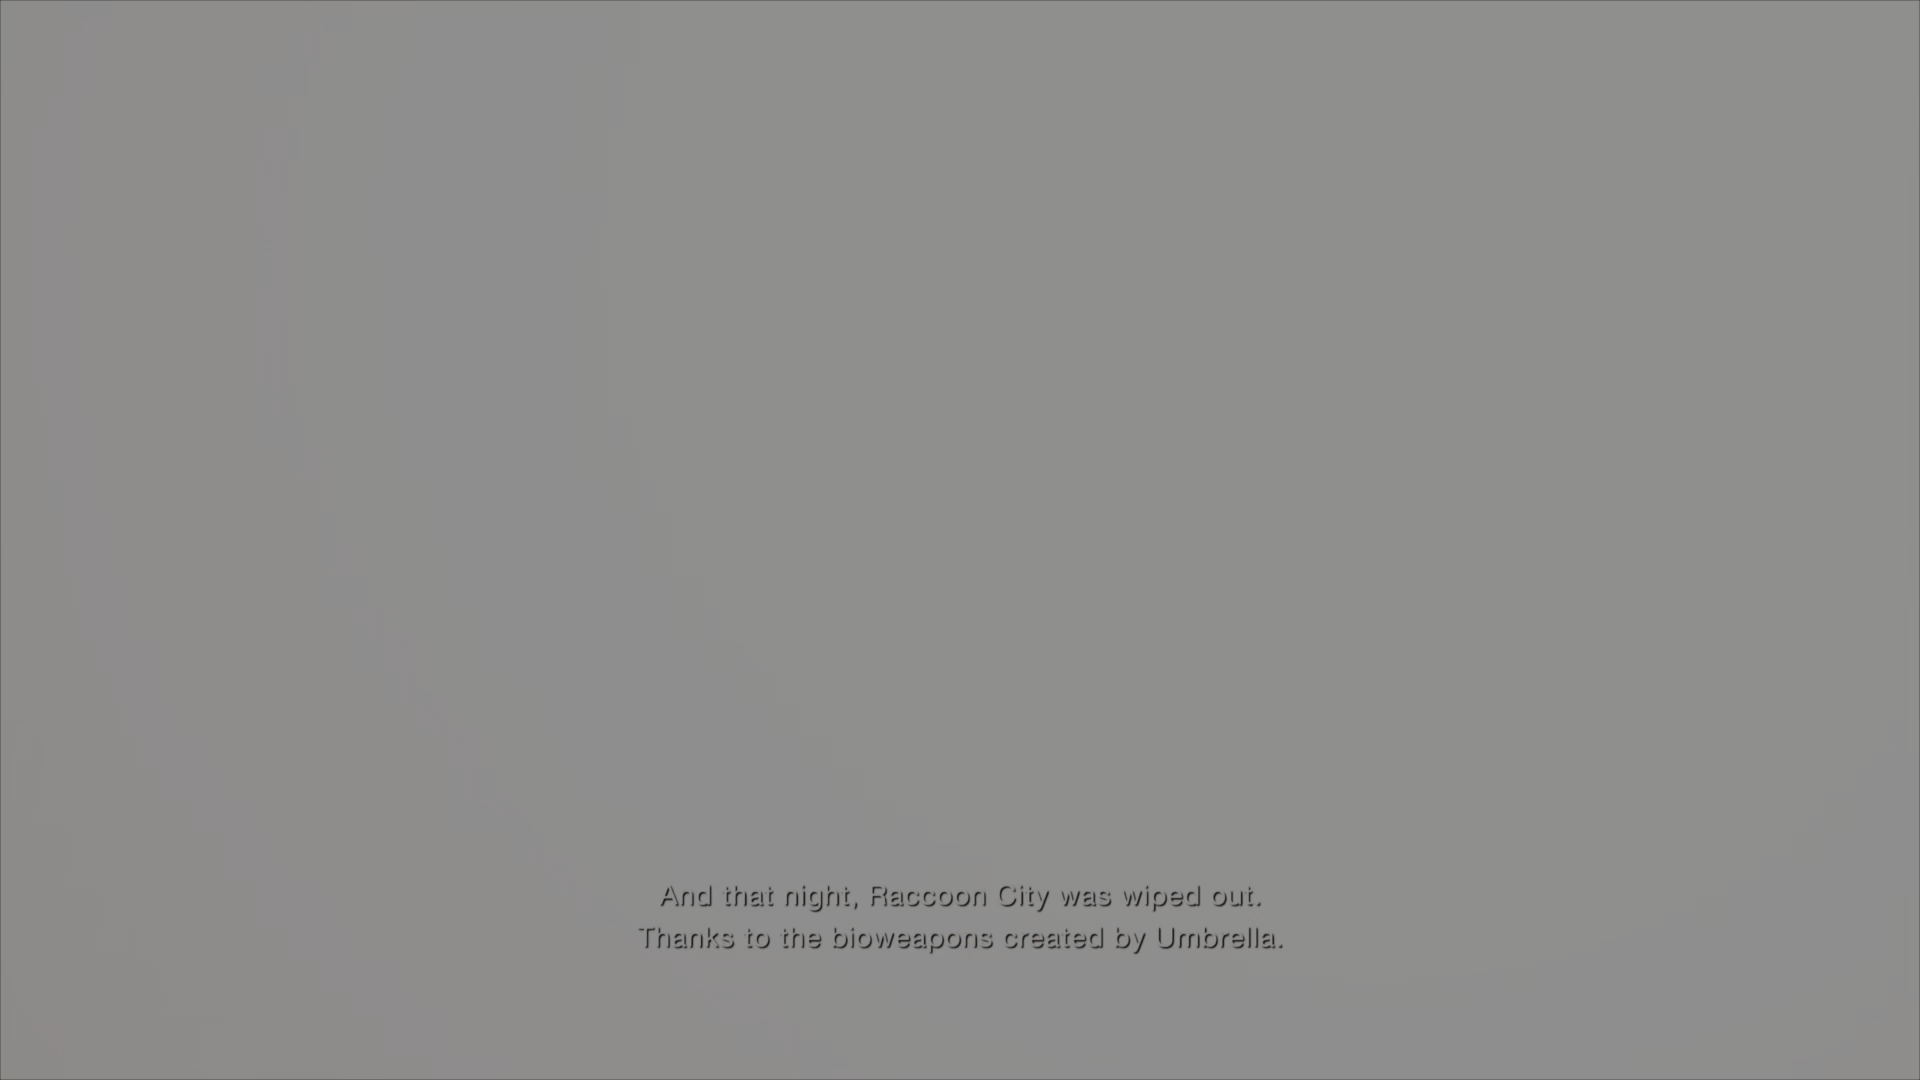 And that night, Raccoon City was wiped out.
Thanks to the bioweapons created by Umbrella.